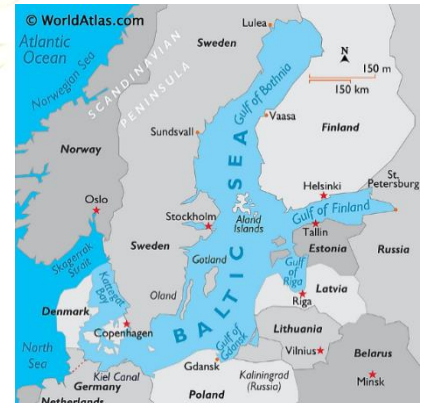 © WorldAtlas.com
Atlantic
Ocean
Norwegian Sea
SCANDINAVIAN
PENINSULA
Lulea
Sweden
N
150 m
150 km
Gulf of Bothnia
Vaasa
Sundsvall
Finland
Norway
BALTIC SEA
Oslo
Helsinki
St.
Petersburg
Stockholm
Aland
Islands
Gulf of Finland
Tallin
Skagerrak
Strait
Sweden
Estonia
Russia
Gotland
Gulf
of
Riga
Kattegat
Bay
Oland
Latvia
Riga
Denmark
Copenhagen
Lithuania
North
Sea
Gulf of
Gdansk
Vilnius
Belarus
Kiel Canal
Gdansk
Kaliningrad
(Russia)
Minsk
Germany
Poland
Netherlands